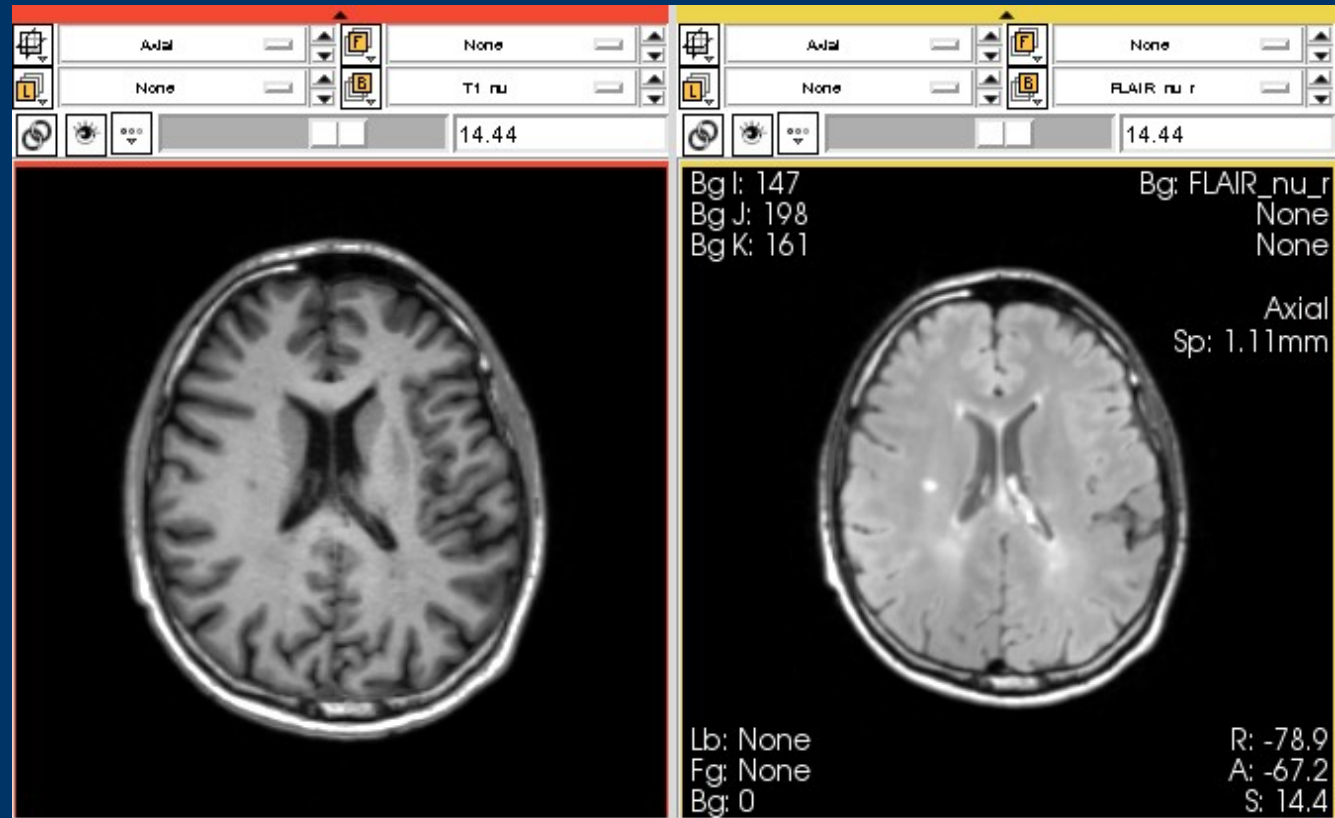 Axial
F
None
L
None
B
T1 nu
14.44
Axial
F
None
L
None
B
FLAIR nu r
14.44
Bg I: 147
Bg J: 198
Bg K: 161
Bg: FLAIR_nu_r
None
None
Axial
Sp: 1.11mm
Lb: None
Fg: None
Bg: 0
R: -78.9
A: -67.2
S: 14.4